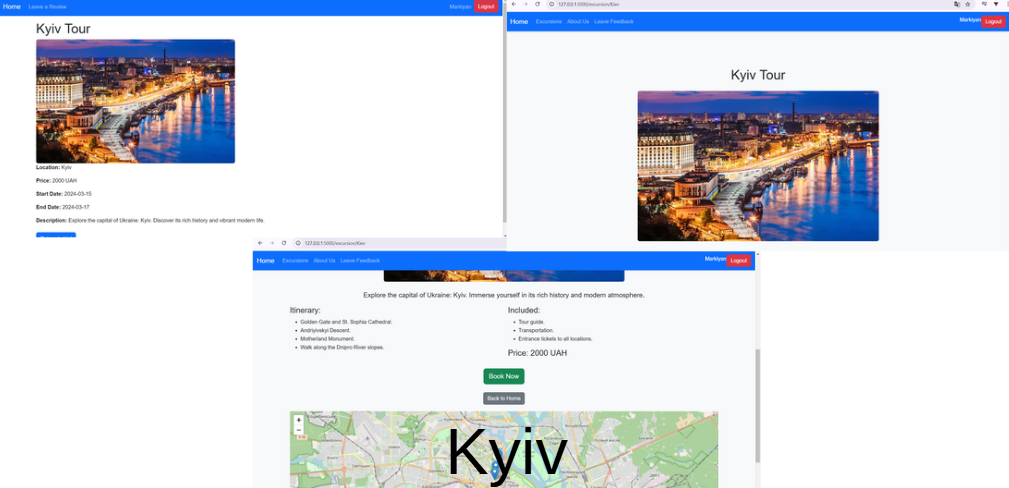 Home Leave a Review Markiyan Logout
Kyiv Tour
Location: Kyiv
Price: 2000 UAH
Start Date: 2024-03-15
End Date: 2024-03-17
Description: Explore the capital of Ukraine: Kyiv. Discover its rich history and vibrant modern life.
127.0.0.1:5000/excursion/Kiev
Home Excursions About Us Leave Feedback Markiyan Logout
Kyiv Tour
127.0.0.1:5000/excursion/Kiev
Home Excursions About Us Leave Feedback Markiyan Logout
Explore the capital of Ukraine: Kyiv. Immerse yourself in its rich history and modern atmosphere.
Itinerary:
Golden Gate and St. Sophia Cathedral.
Andriyivskyi Descent.
Motherland Monument.
Walk along the Dnipro River slopes.
Included:
Tour guide.
Transportation.
Entrance tickets to all locations.
Price: 2000 UAH
Book Now
Back to Home
+
−
Kyiv